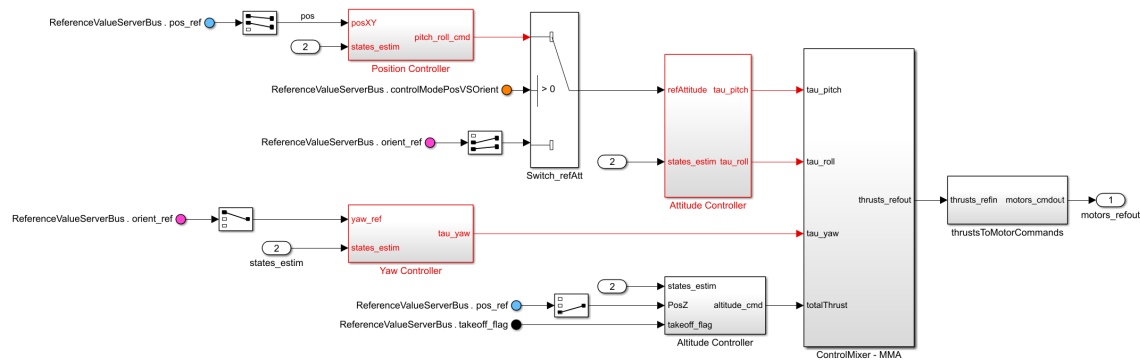 ReferenceValueServerBus . pos_ref
pos
posXY
pitch_roll_cmd
2
states_estim
Position Controller
ReferenceValueServerBus . controlModePosVSOrient
> 0
ReferenceValueServerBus . orient_ref
Switch_refAtt
refAttitude
tau_pitch
2
states_estim
tau_roll
Attitude Controller
tau_pitch
tau_roll
thrusts_refout
tau_yaw
totalThrust
ControlMixer - MMA
thrusts_refin
motors_cmdout
thrustsToMotorCommands
1
motors_refout
ReferenceValueServerBus . orient_ref
yaw_ref
tau_yaw
2
states_estim
states_estim
Yaw Controller
2
states_estim
ReferenceValueServerBus . pos_ref
PosZ
altitude_cmd
ReferenceValueServerBus . takeoff_flag
takeoff_flag
Altitude Controller